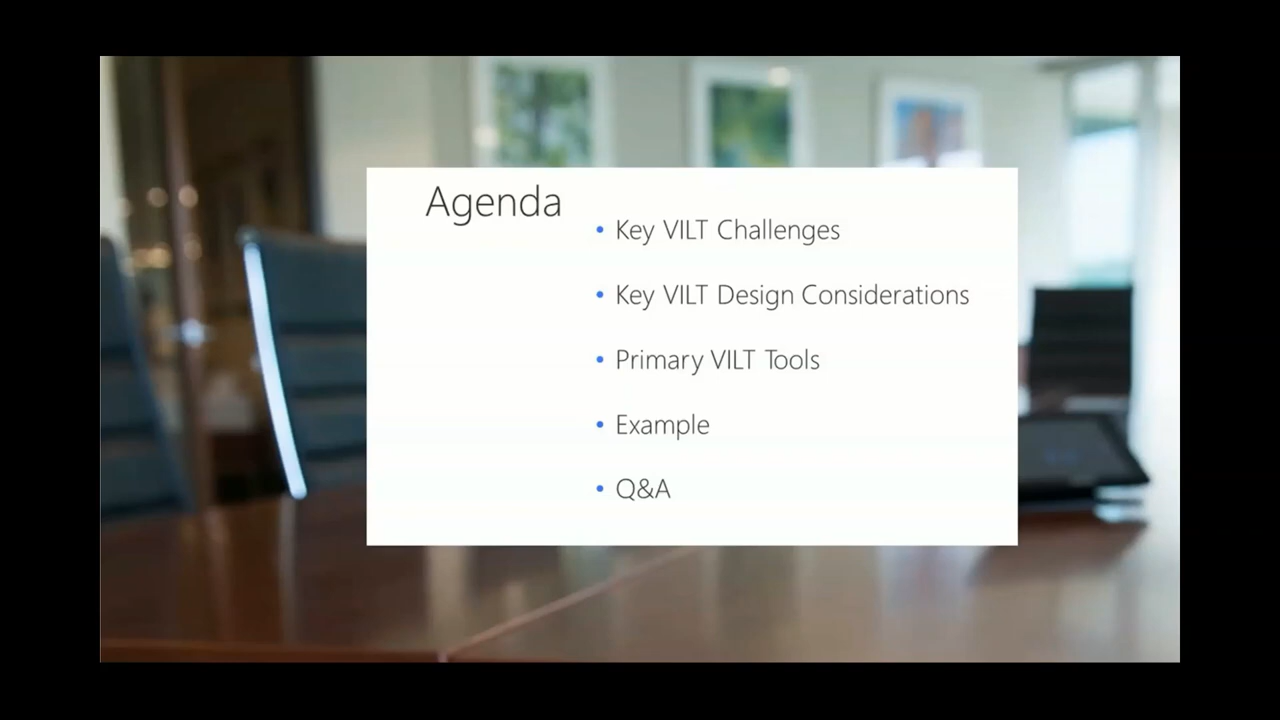 Agenda
Key VILT Challenges
Key VILT Design Considerations
Primary VILT Tools
Example
Q&A